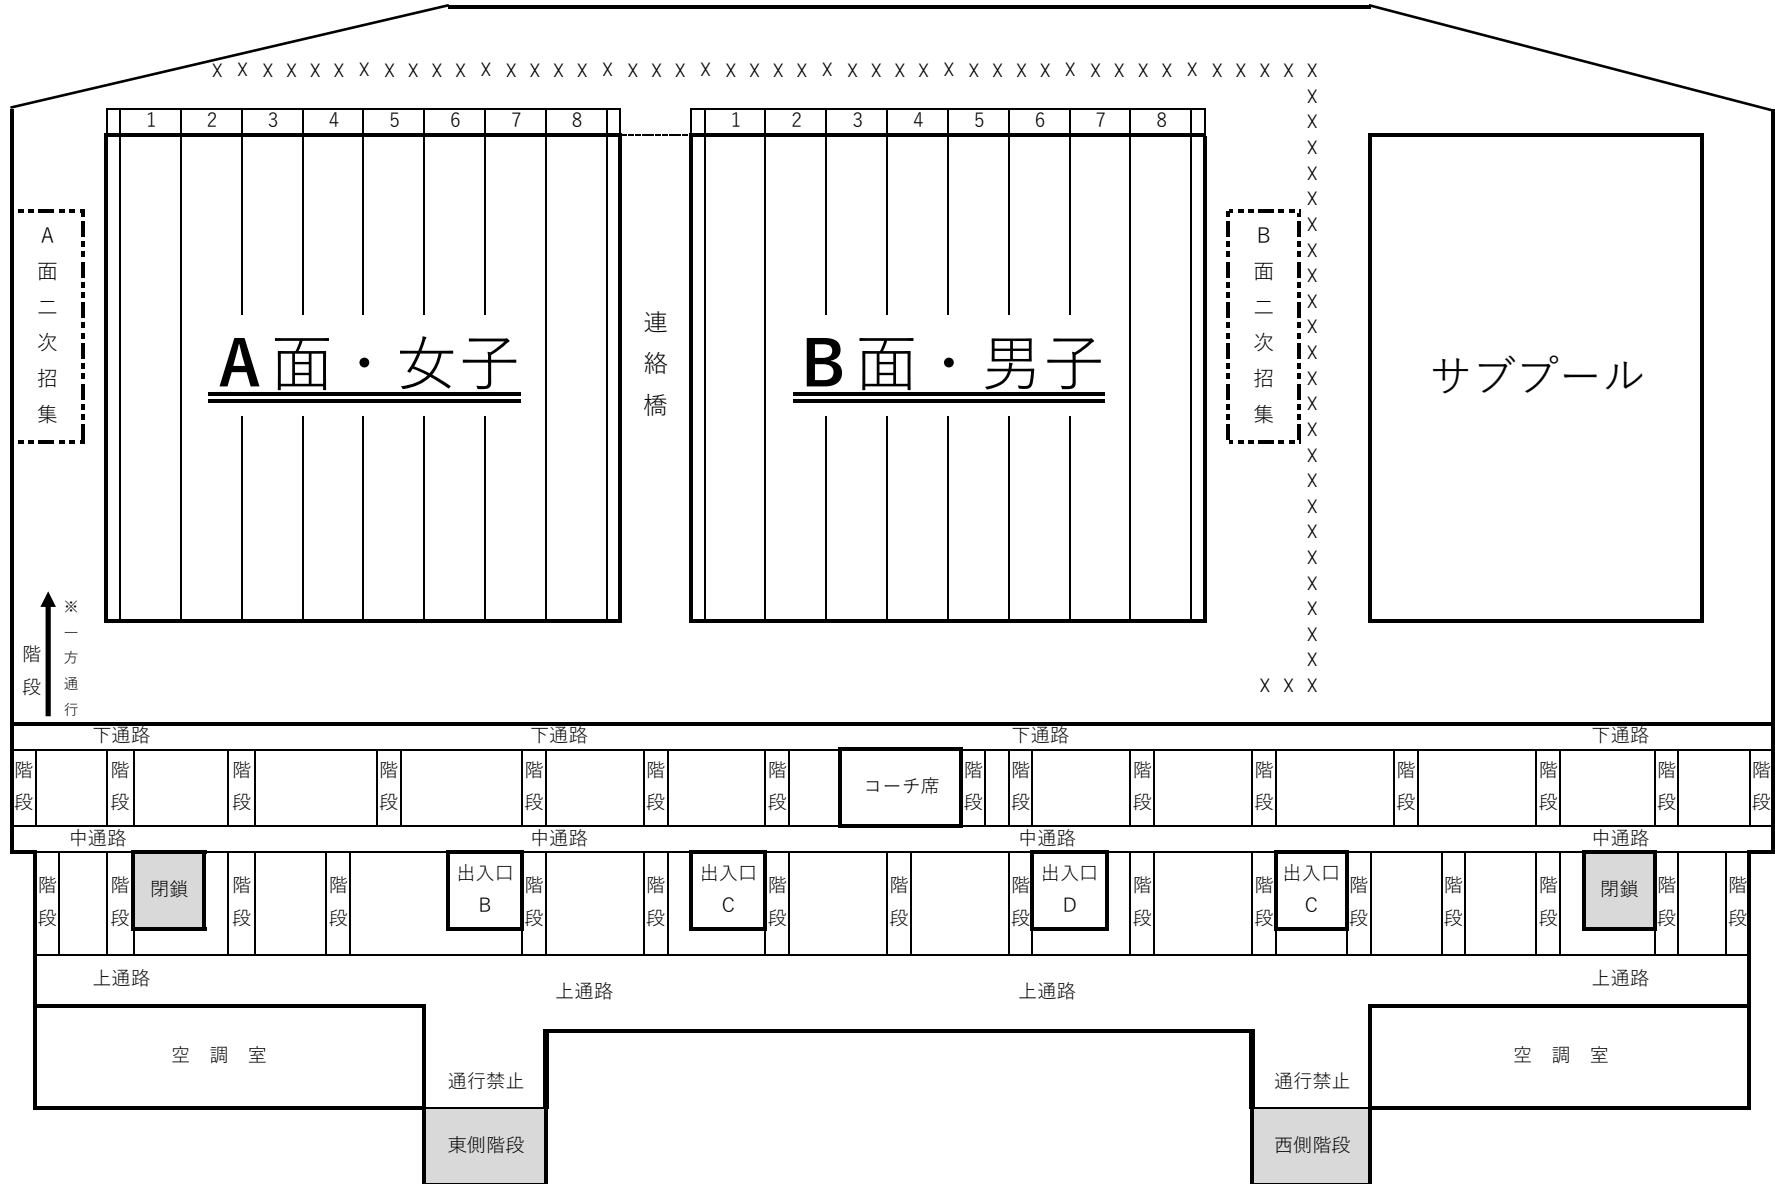 X X X X X X X X X X X X X X X X X X X X X X X X X X X X X X X X X X X X X X X X X X X X X X
X X X X X X X X X X X X X X X X X X X X X X X
X X X
1 2 3 4 5 6 7 8
1 2 3 4 5 6 7 8
A面二次招集
A面・女子
連絡橋
B面・男子
B面二次招集
サブプール
階段
※一方通行
下通路 下通路 下通路 下通路
階段 階段 階段 階段 階段 階段 階段 コーチ席 階段 階段 階段 階段 階段 階段 階段 階段
中通路 中通路 中通路 中通路
階段 階段 閉鎖 階段 階段
出入口
B
階段 階段
出入口
C
階段 階段 階段
出入口
D
階段 階段
出入口
C
階段 階段 階段 閉鎖 階段 階段
上通路 上通路 上通路 上通路
空 調 室
空 調 室
通行禁止
通行禁止
東側階段
西側階段